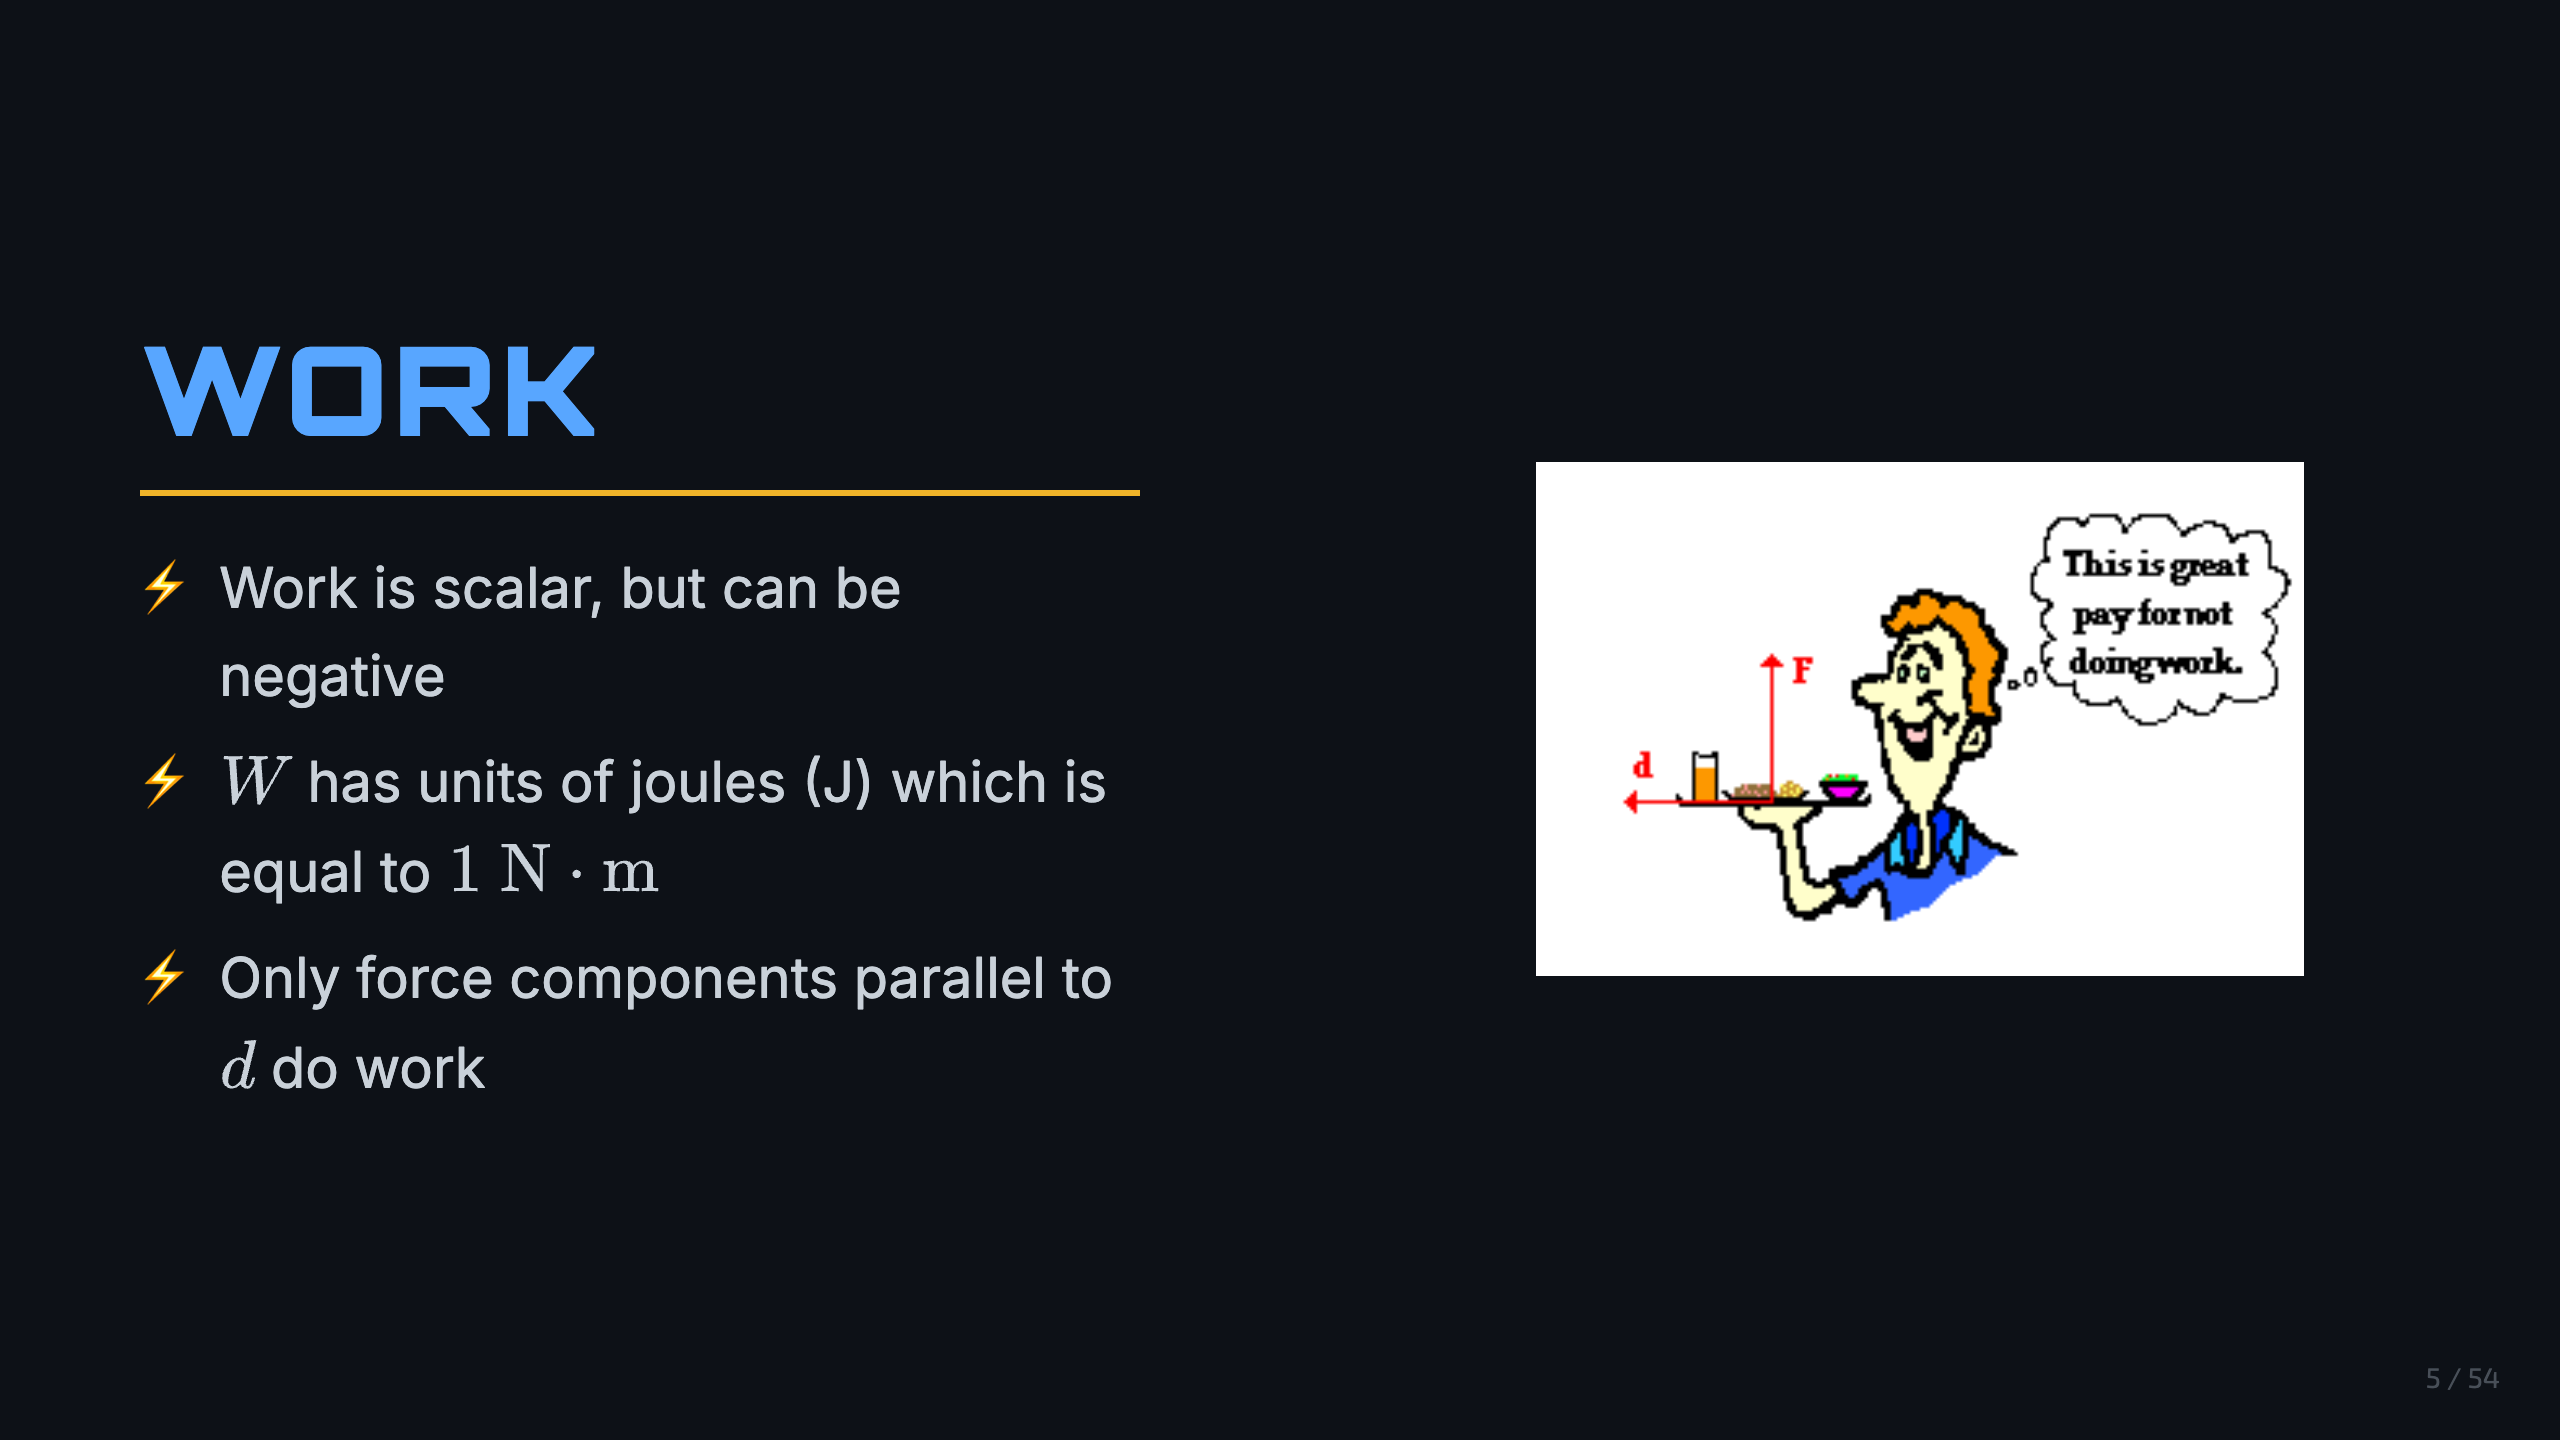 WORK
⚡ Work is scalar, but can be
negative
⚡ W has units of joules (J) which is
equal to 1 N · m
⚡ Only force components parallel to
d do work
This is great
pay for not
doing work.
F
d
5 / 54